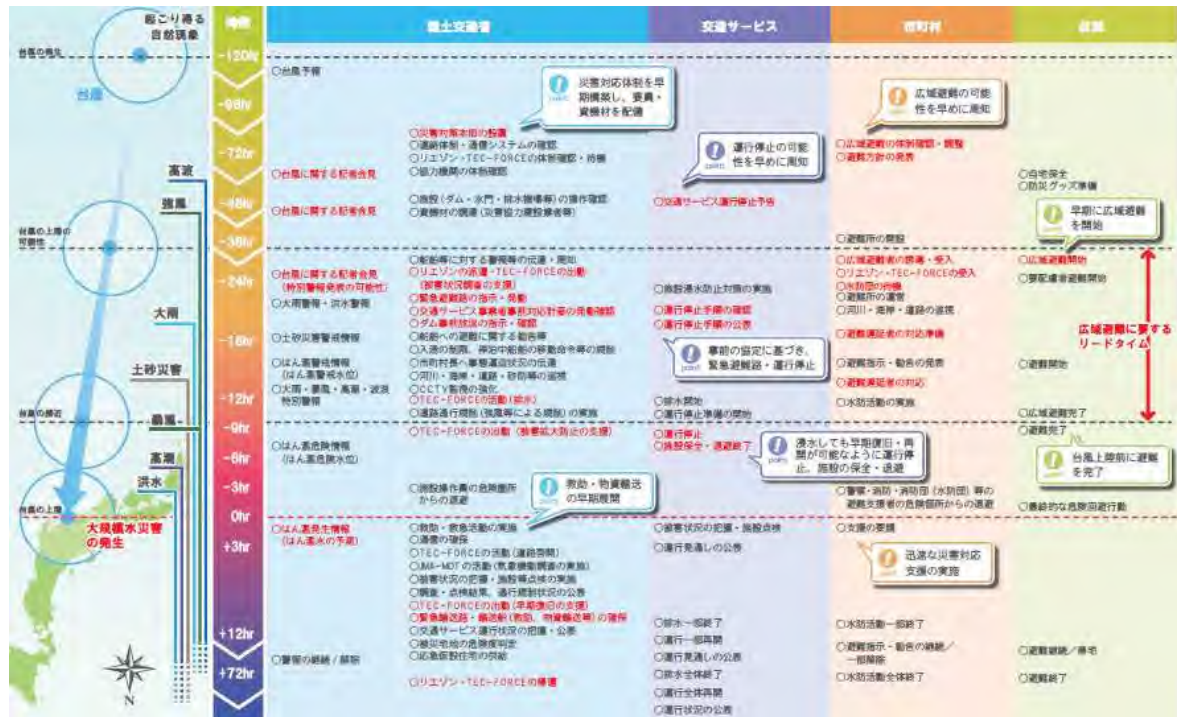 起こり得る
自然現象
時間
国土交通省
交通サービス
市町村
住民
台風の発生
台風
-120hr
-96hr
-72hr
-48hr
-36hr
-24hr
-18hr
-12hr
-9hr
-6hr
-3hr
0hr
+3hr
+12hr
+72hr
高波
強風
台風の上陸の
可能性
大雨
土砂災害
台風の接近
暴風
高潮
洪水
台風の上陸
大規模水災害
の発生
N
○台風予報
○台風に関する記者会見
○台風に関する記者会見
○台風に関する記者会見
(特別警報発表の可能性)
○大雨警報・洪水警報
○土砂災害警戒情報
○はん濫警戒情報
(はん濫警戒水位)
○大雨・暴風・高潮・波浪
特別警報
○はん濫危険情報
(はん濫危険水位)
○はん濫発生情報
(はん濫水の予報)
○警報の継続/解除
災害対応体制を早
期構築し、要員・
資機材を配備
○災害対策本部の設置
○連絡体制・通信システムの確認
○リエゾン・TEC-FORCEの体制確認・待機
○協力機関の体制確認
○施設(ダム・水門・排水機場等)の操作確認
○資機材の調達(災害協力建設業者等)
○船舶等に対する警報等の伝達・周知
○リエゾンの派遣・TEC-FORCEの出動
(被害状況調査の支援)
○緊急避難路の指示・発動
○交通サービス事業者事前対応計画の発動確認
○ダム事前放流の指示・確認
○船舶への避難に関する勧告等
○入港の制限、停泊中船舶の移動命令等の規制
○市町村長へ事態逼迫状況の伝達
○河川・海岸・道路・砂防等の巡視
○CCTV監視の強化
○TEC-FORCEの活動(排水)
○道路通行規制(強風等による規制)の実施
○TEC-FORCEの出動(被害拡大防止の支援)
○施設操作員の危険箇所
からの退避
救助・物資輸送
の早期展開
○救助・救急活動の実施
○通信の確保
○TEC-FORCEの活動(道路啓開)
○JMA-MOTの活動(気象機動調査の実施)
○被害状況の把握・施設等点検の実施
○調査・点検結果、通行規制状況の公表
○TEC-FORCEの出動(早期復旧の支援)
○緊急輸送路・輸送船(救助、物資輸送等)の確保
○交通サービス運行状況の把握・公表
○被災宅地の危険度判定
○応急仮設住宅の供給
○リエゾン・TEC-FORCEの帰還
運行停止の可能
性を早めに周知
○交通サービス運行停止予告
○施設浸水防止対策の実施
○運行停止手順の確認
○運行停止手順の公表
事前の協定に基づき、
緊急避難路・運行停止
○排水開始
○運行停止準備の開始
○運行停止
○施設保全・退避終了
浸水しても早期復旧・再
開が可能なように運行停
止、施設の保全・退避
○被害状況の把握・施設点検
○運行見通しの公表
○排水一部終了
○運行一部再開
○運行見通しの公表
○排水全体終了
○運行全体再開
○運行状況の公表
広域避難の可能
性を早めに周知
○広域避難の体制確認・調整
○避難方針の発表
○避難所の開設
○広域避難者の誘導・受入
○リエゾン・TEC-FORCEの受入
○水防団の待機
○避難所の運営
○河川・海岸・道路の巡視
○避難遅延者の対応準備
○避難指示・勧告の発表
○避難遅延者の対応
○水防活動の実施
○警察・消防・消防団(水防団)等の
避難支援者の危険箇所からの退避
○支援の要請
迅速な災害対応
支援の実施
○水防活動一部終了
○避難指示・勧告の継続/
一部解除
○水防活動全体終了
○自宅保全
○防災グッズ準備
早期に広域避難
を開始
○広域避難開始
○要配慮者避難開始
広域避難に要する
リードタイム
○避難開始
○広域避難完了
○避難完了
台風上陸前に避難
を完了
○最終的な危険回避行動
○避難継続/帰宅
○避難終了